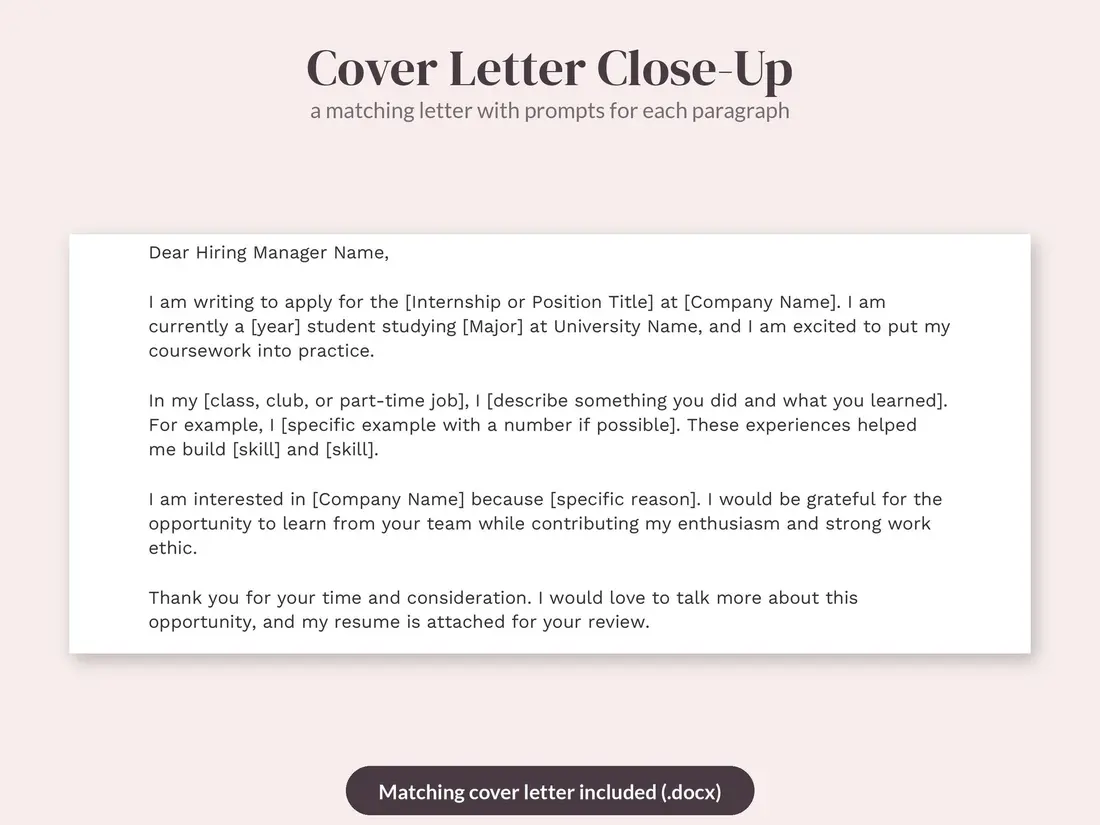 Cover Letter Close-Up
a matching letter with prompts for each paragraph
Dear Hiring Manager Name,
I am writing to apply for the [Internship or Position Title] at [Company Name]. I am
currently a [year] student studying [Major] at University Name, and I am excited to put my
coursework into practice.
In my [class, club, or part-time job], I [describe something you did and what you learned].
For example, I [specific example with a number if possible]. These experiences helped
me build [skill] and [skill].
I am interested in [Company Name] because [specific reason]. I would be grateful for the
opportunity to learn from your team while contributing my enthusiasm and strong work
ethic.
Thank you for your time and consideration. I would love to talk more about this
opportunity, and my resume is attached for your review.
Matching cover letter included (.docx)